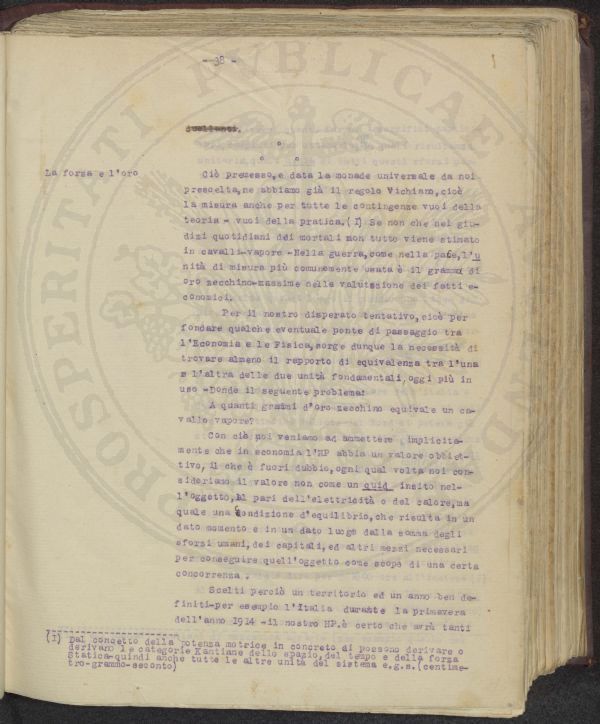 - 38 -
duellanti.
La forza e l'oro
Ciò premesso,e data la monade universale da noi
prescelta,ne abbiamo già il regolo Vichiano,cioè
la misura anche per tutte le contingenze vuoi della
teoria - vuoi della pratica.(I) Se non che nei giu-
dizi quotidiani dei mortali non tutto viene stimato
in cavalli-vapore -Nella guerra,come nella pace,l'u
nità di misura più comunemente usata è il grammo di
oro zecchino-massime nella valutazione dei fatti e-
conomici.
Per il nostro disperato tentativo,cioè per
fondare qualche eventuale ponte di passaggio tra
l'Economia e le Fisica,sorge dunque la necessità di
trovare almeno il rapporto di equivalenza tra l'una
e l'altra delle due unità fondamentali,oggi più in
uso -Donde il seguente problema:
A quanti grammi d'oro zecchino equivale un ca-
vallo vapore?
Con ciò noi veniamo ad ammettere implicita-
mente che in economia l'HP abbia un valore obbiet-
tivo, il che è fuori dubbio,ogni qual volta noi con-
sideriamo il valore non come un quid insito nel-
l'oggetto,al pari dell'elettricità o del calore,ma
quale una condizione d'equilibrio,che risulta in un
dato momento e in un dato luogo dalla somma degli
sforzi umani,dei capitali,ed altri mezzi necessari
per conseguire quell'oggetto come scopo di una certa
concorrenza .
Scelti perciò un territorio ed un anno ben de-
finiti-per esempio l'Italia durante la primavera
dell'anno 1914 -il nostro HP.è certo che avrà tanti
(I) Dal concetto della potenza motrice in concreto di possono derivare o
derivano le categorie Kantiane dello spazio,del tempo e della forza
Statica-quindi anche tutte le altre unità del sistema c.g.s.(centime-
tro-grammo-secondo)
PROSPERITATI PVBLICAE AVGENDAE